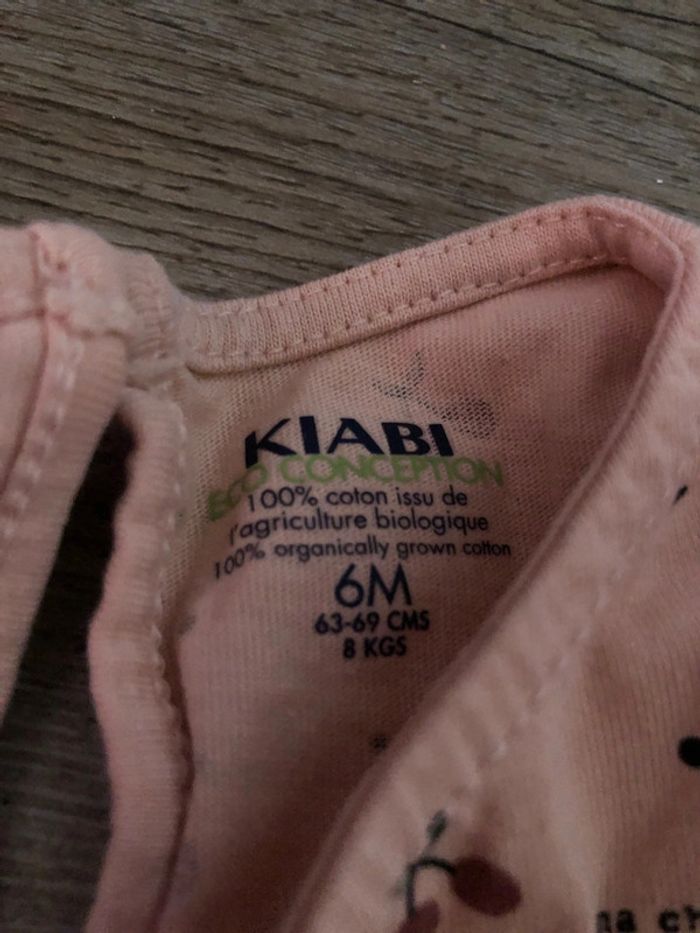 KIABI
ECO CONCEPTION
100% coton issu de
l'agriculture biologique
100% organically grown cotton
6M
63-69 CMS
8 KGS